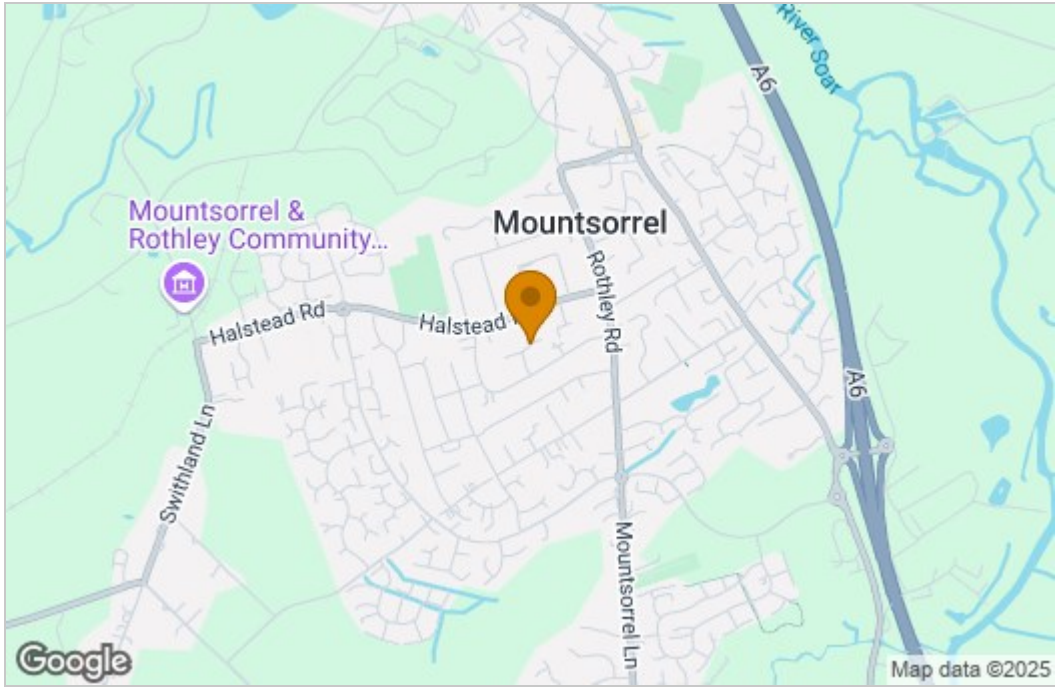 River Soar
A6
Mountsorrel &
Rothley Community...
Mountsorrel
Rothley Rd
Halstead Rd
Halstead
A6
Swithland Ln
Mountsorrel Ln
Google
Map data ©2025